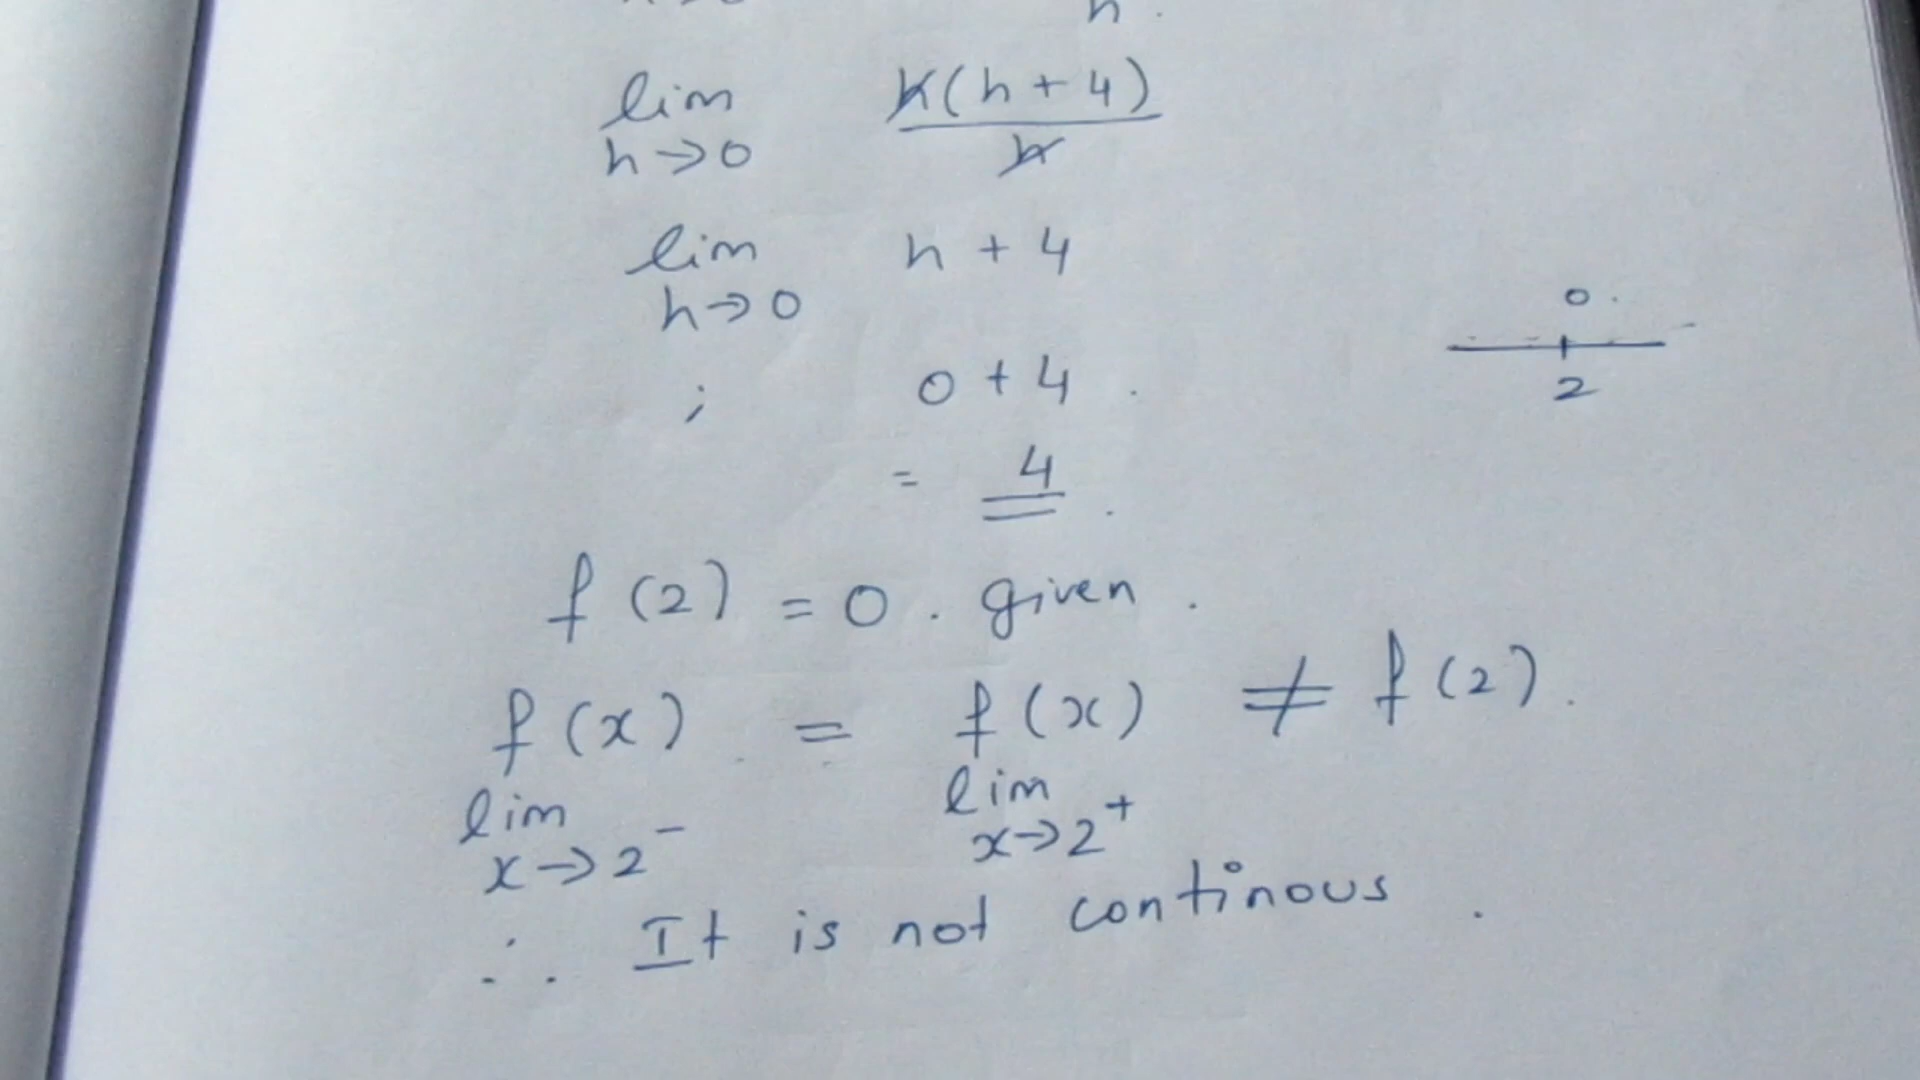 h.
lim h(h+4)
h→0 h
lim h+4
h→0
0
2
; 0+4.
= 4.
f(2) = 0. given.
f(x) = f(x) ≠ f(2).
lim lim
x→2⁻ x→2⁺
∴ It is not continous.